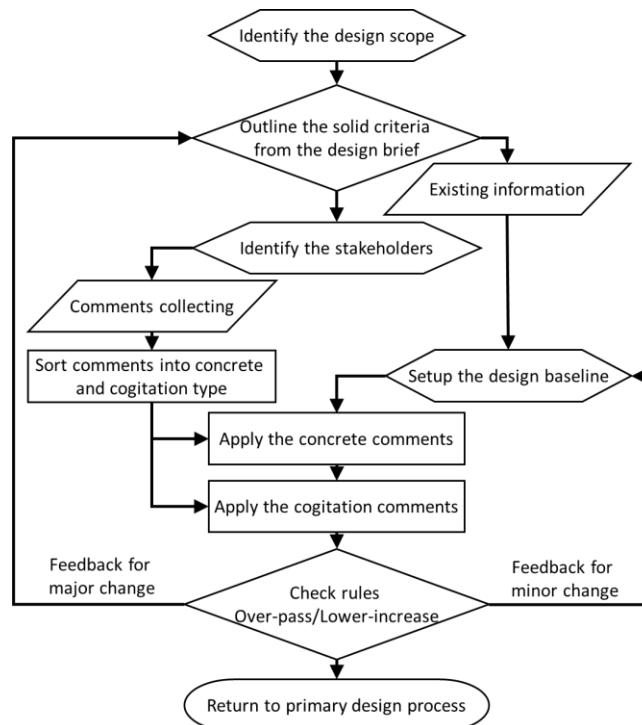 Identify the design scope
Outline the solid criteria
from the design brief
Existing information
Identify the stakeholders
Comments collecting
Sort comments into concrete
and cogitation type
Setup the design baseline
Apply the concrete comments
Apply the cogitation comments
Feedback for
major change
Check rules
Over-pass/Lower-increase
Feedback for
minor change
Return to primary design process